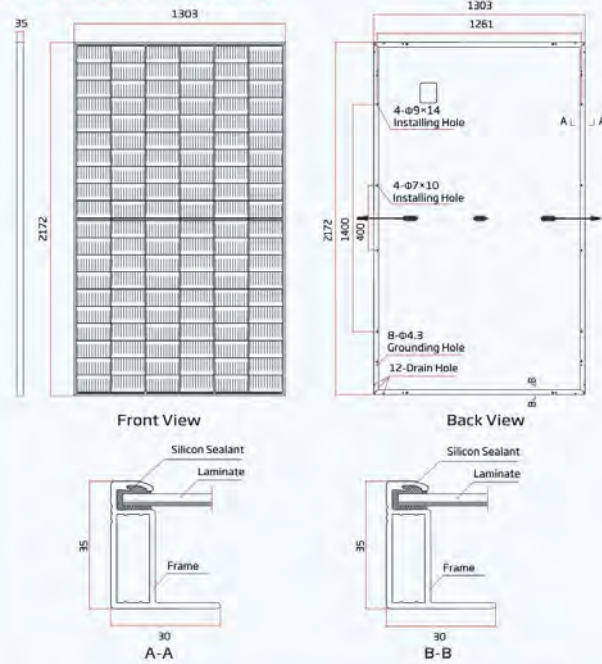 35
1303
2172
Front View
1303
1261
4-Φ9×14
Installing Hole
A
A
4-Φ7×10
Installing Hole
2172
1400
400
8-Φ4.3
Grounding Hole
12-Drain Hole
B
B
Back View
Silicon Sealant
Laminate
35
Frame
30
A-A
Silicon Sealant
Laminate
35
Frame
30
B-B